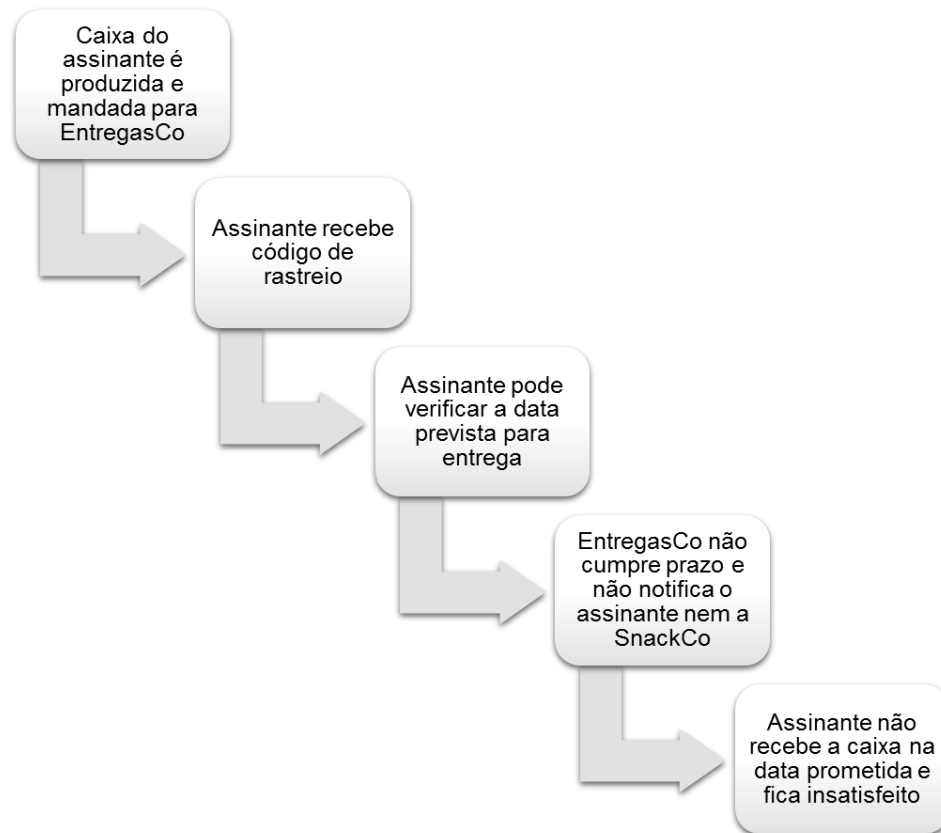 Caixa do
assinante é
produzida e
mandada para
EntregasCo
Assinante recebe
código de
rastreio
Assinante pode
verificar a data
prevista para
entrega
EntregasCo não
cumpre prazo e
não notifica o
assinante nem a
SnackCo
Assinante não
recebe a caixa na
data prometida e
fica insatisfeito